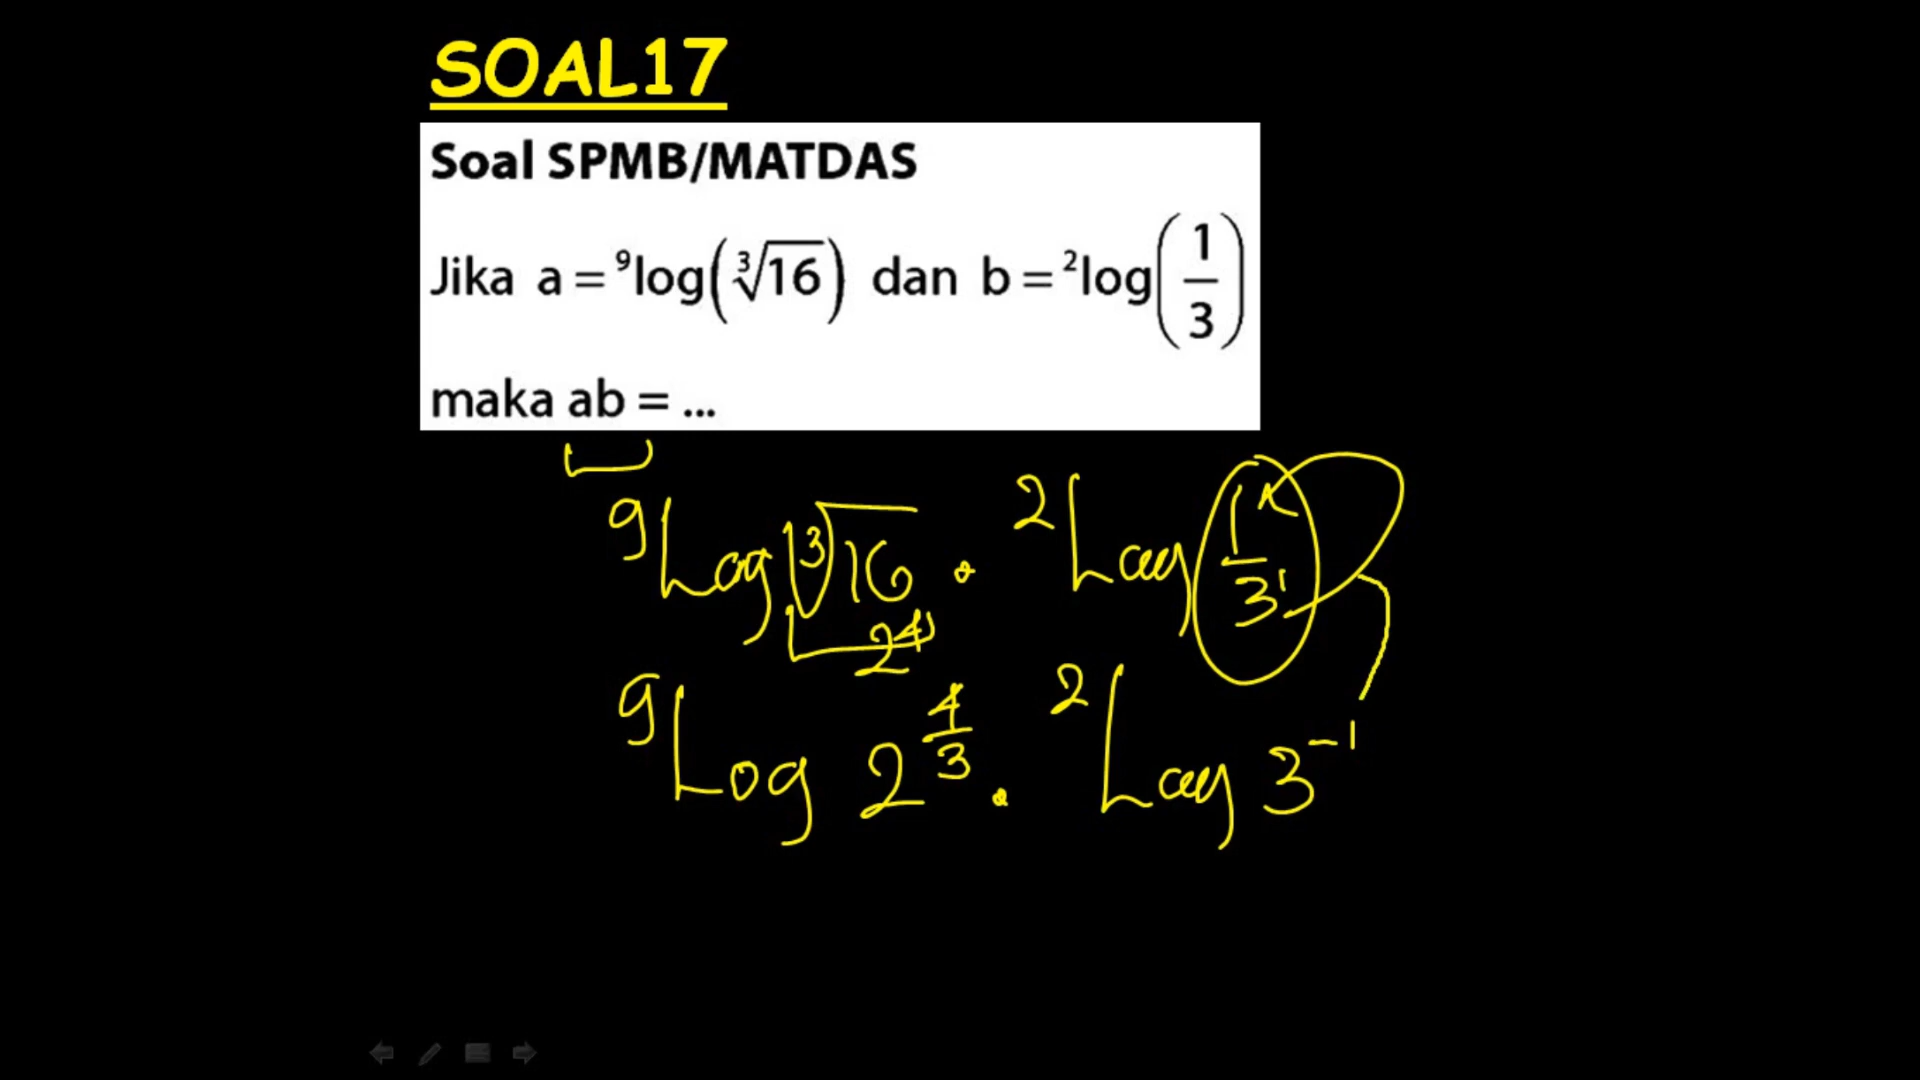 SOAL17
Soal SPMB/MATDAS
Jika a = ⁹log(∛16) dan b = ²log(1/3)
maka ab = ...
⁹Log ∛16 . ²Log 1/3¹
2⁴
⁹Log 2^(4/3) . ²Log 3⁻¹